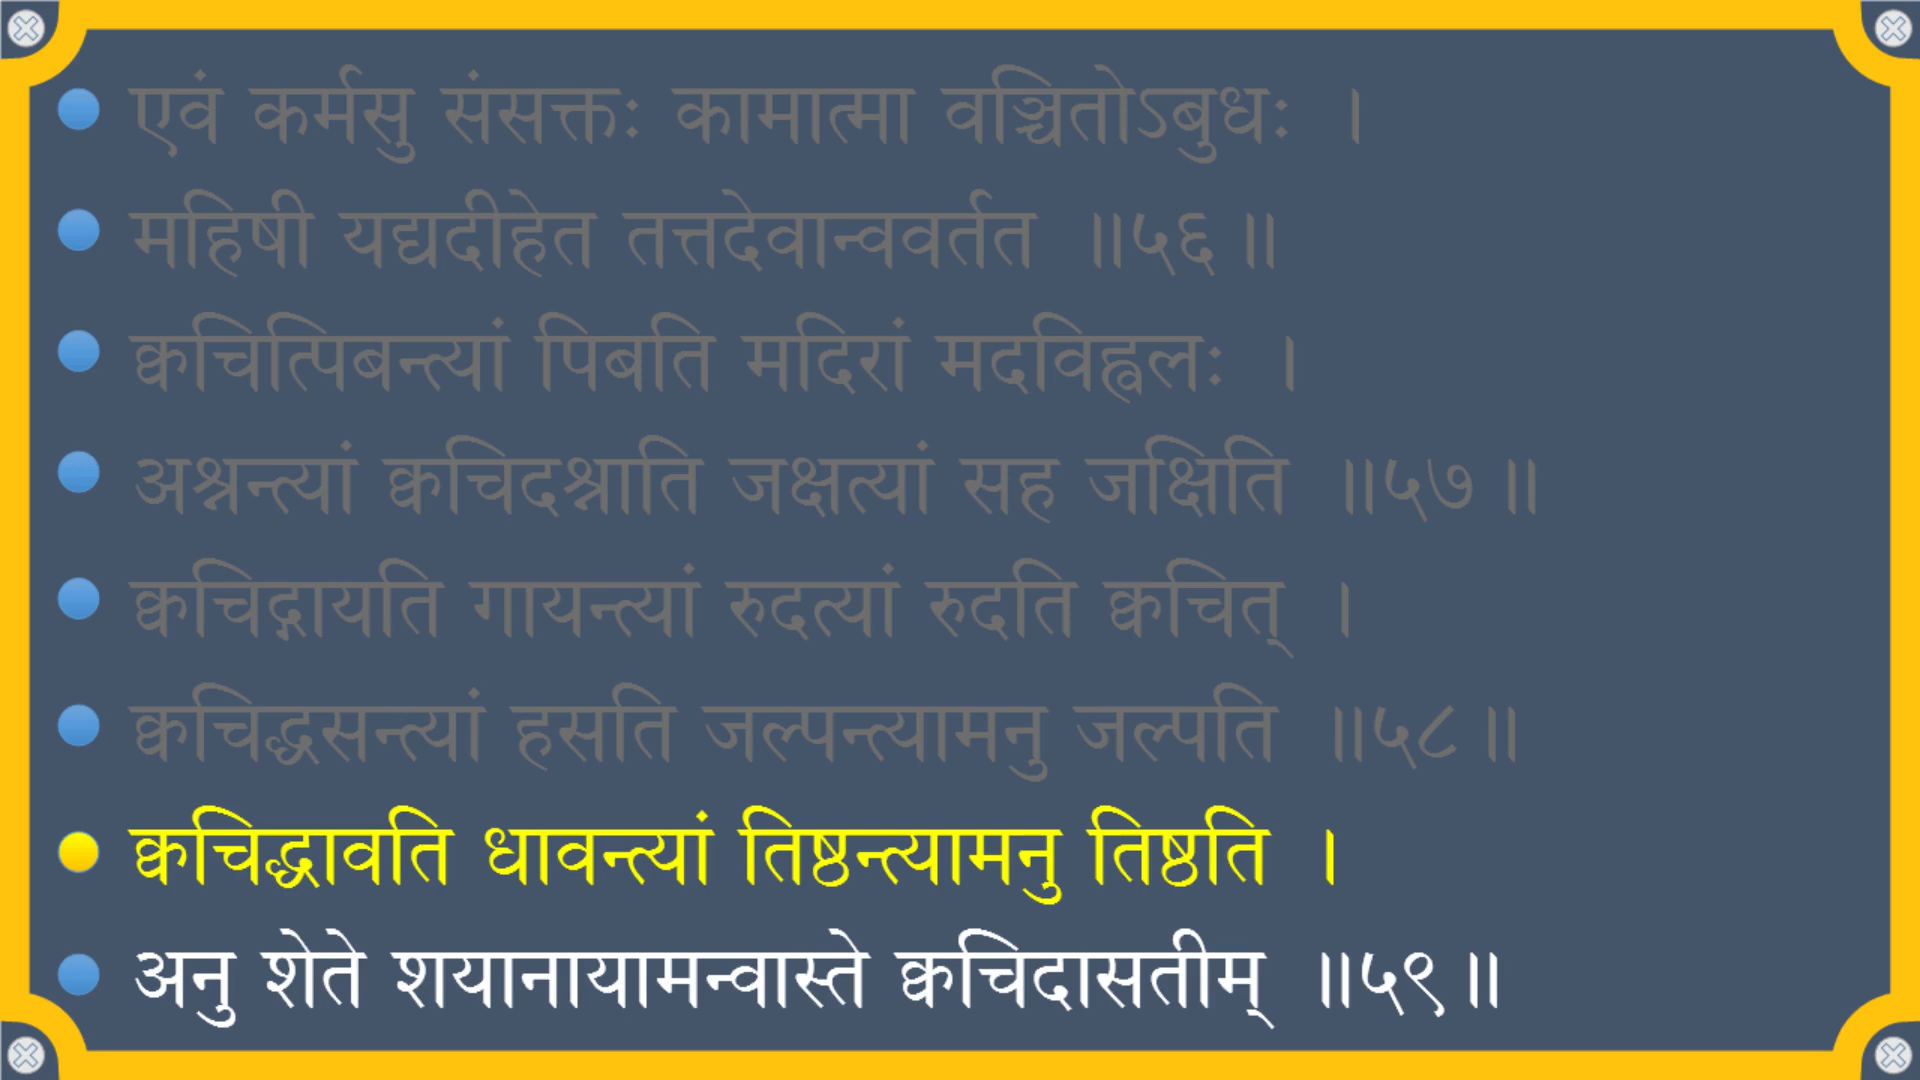 एवं कर्मसु संसक्तः कामात्मा वञ्चितोऽबुधः ।
महिषी यद्यदीहेत तत्तदेवान्ववर्तत ॥५६॥
क्वचित्पिबन्त्यां पिबति मदिरां मदविह्वलः ।
अश्नन्त्यां क्वचिदश्नाति जक्षत्यां सह जक्षिति ॥५७॥
क्वचिद्गायति गायन्त्यां रुदत्यां रुदति क्वचित् ।
क्वचिद्धसन्त्यां हसति जल्पन्त्यामनु जल्पति ॥५८॥
क्वचिद्धावति धावन्त्यां तिष्ठन्त्यामनु तिष्ठति ।
अनु शेते शयानायामन्वास्ते क्वचिदासतीम् ॥५९॥